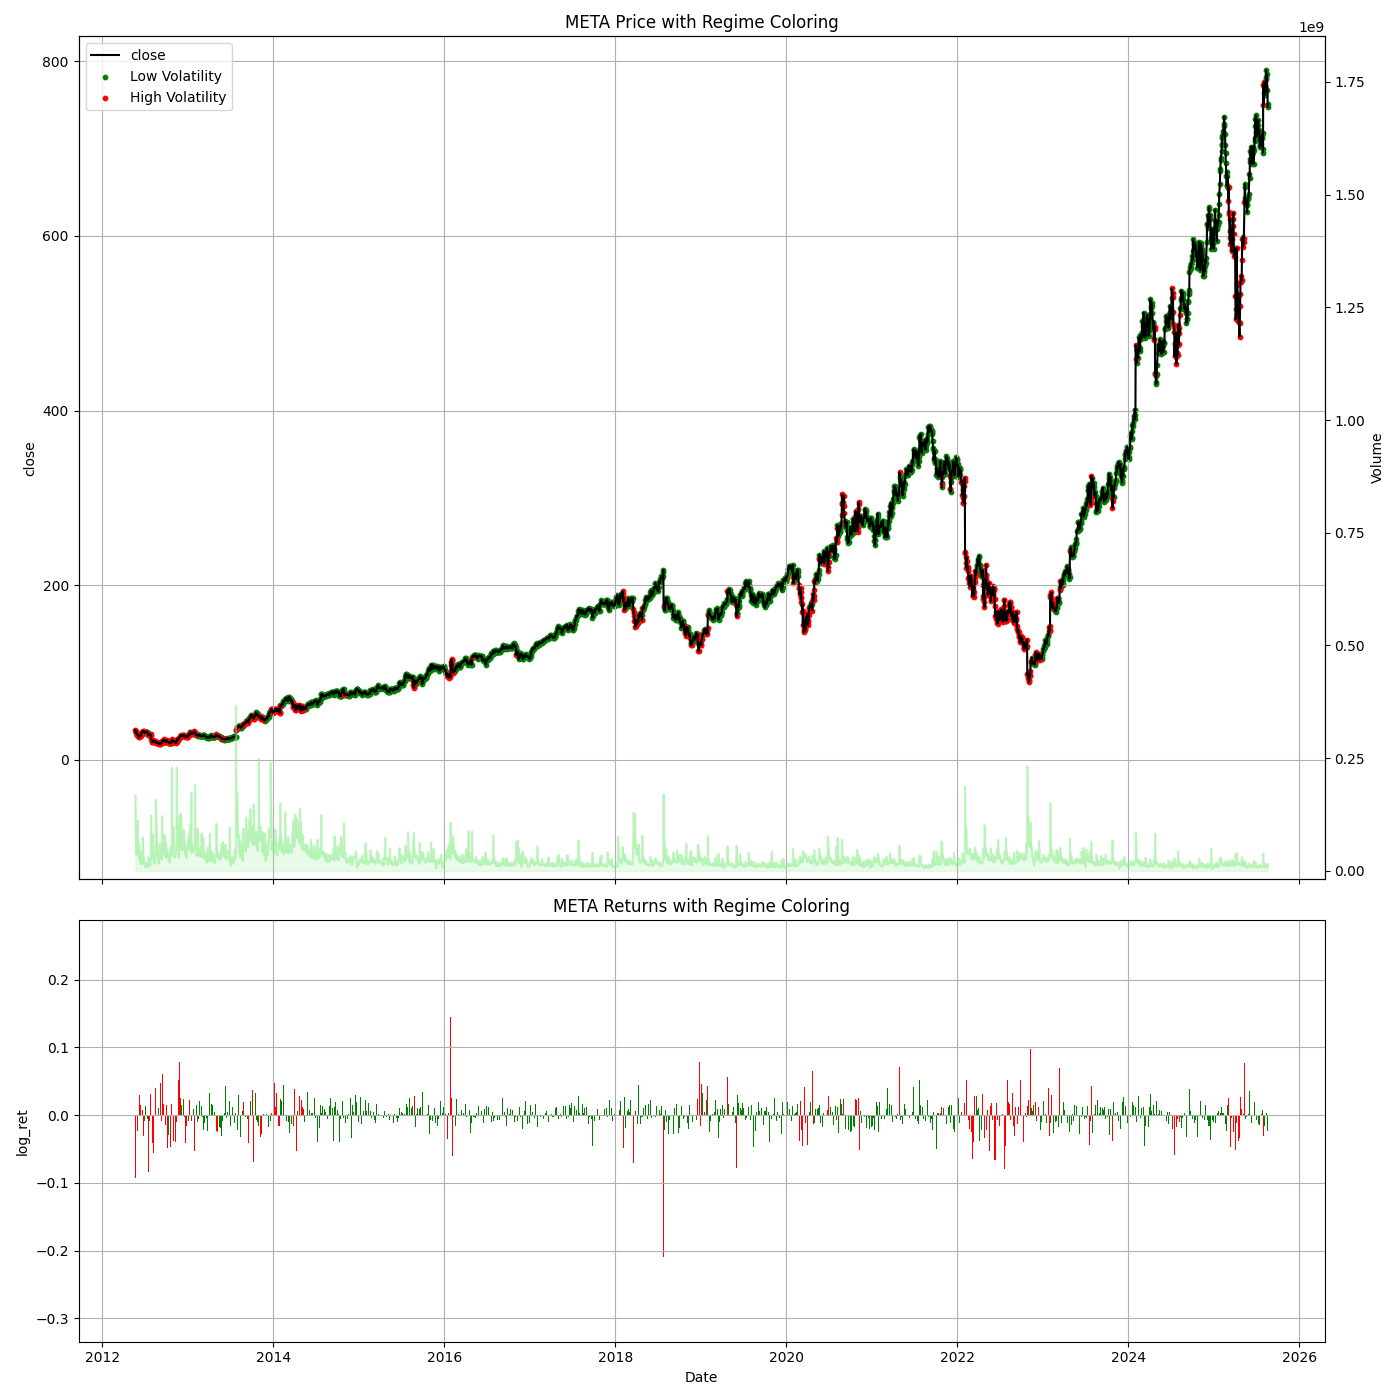 META Price with Regime Coloring
1e9
close
Low Volatility
High Volatility
800
600
400
200
0
close
1.75
1.50
1.25
1.00
0.75
0.50
0.25
0.00
Volume
META Returns with Regime Coloring
0.2
0.1
0.0
−0.1
−0.2
−0.3
log_ret
2012 2014 2016 2018 2020 2022 2024 2026
Date